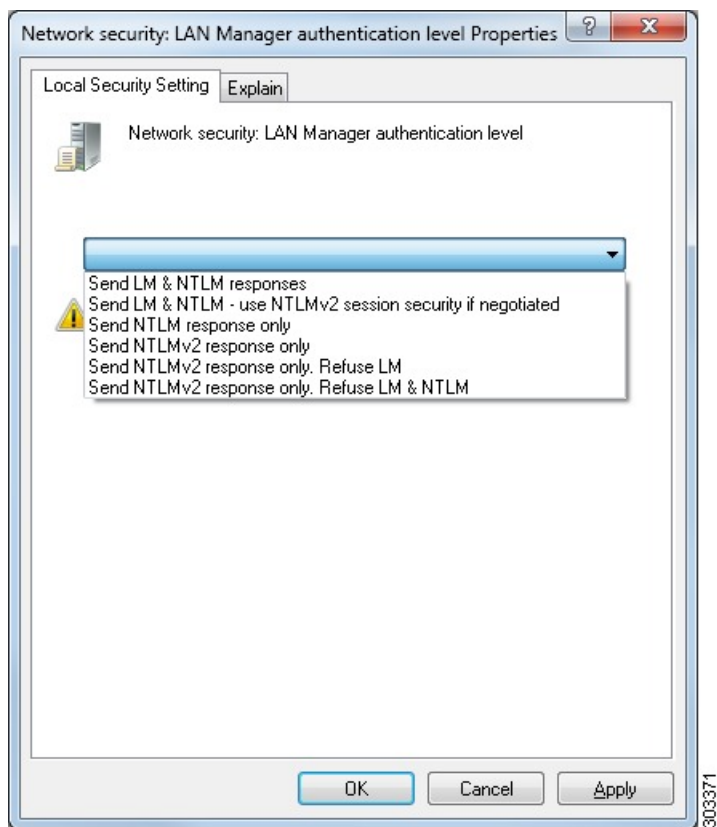 Network security: LAN Manager authentication level Properties
Local Security Setting
Explain
Network security: LAN Manager authentication level
Send LM & NTLM responses
Send LM & NTLM - use NTLMv2 session security if negotiated
Send NTLM response only
Send NTLMv2 response only
Send NTLMv2 response only. Refuse LM
Send NTLMv2 response only. Refuse LM & NTLM
OK
Cancel
Apply
303371